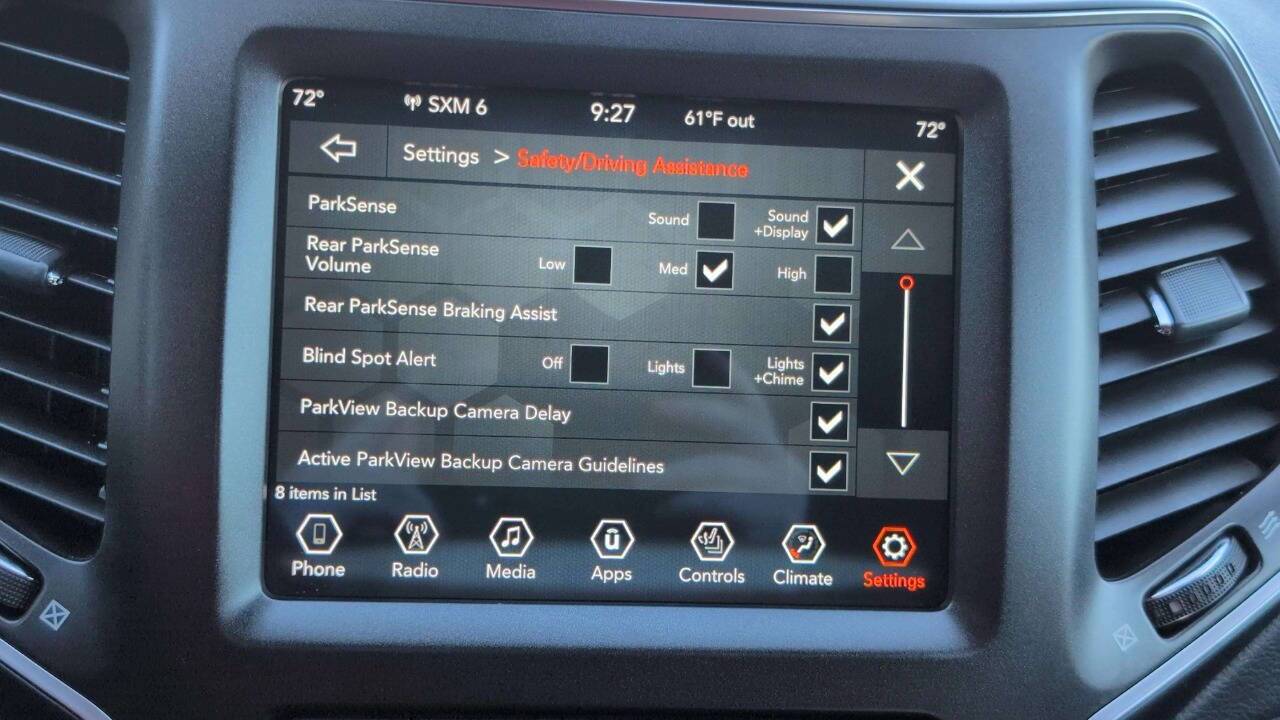 72° SXM 6 9:27 61°F out 72°
Settings > Safety/Driving Assistance
ParkSense Sound Sound +Display
Rear ParkSense Volume Low Med High
Rear ParkSense Braking Assist
Blind Spot Alert Off Lights Lights +Chime
ParkView Backup Camera Delay
Active ParkView Backup Camera Guidelines
8 items in List
Phone Radio Media Apps Controls Climate Settings